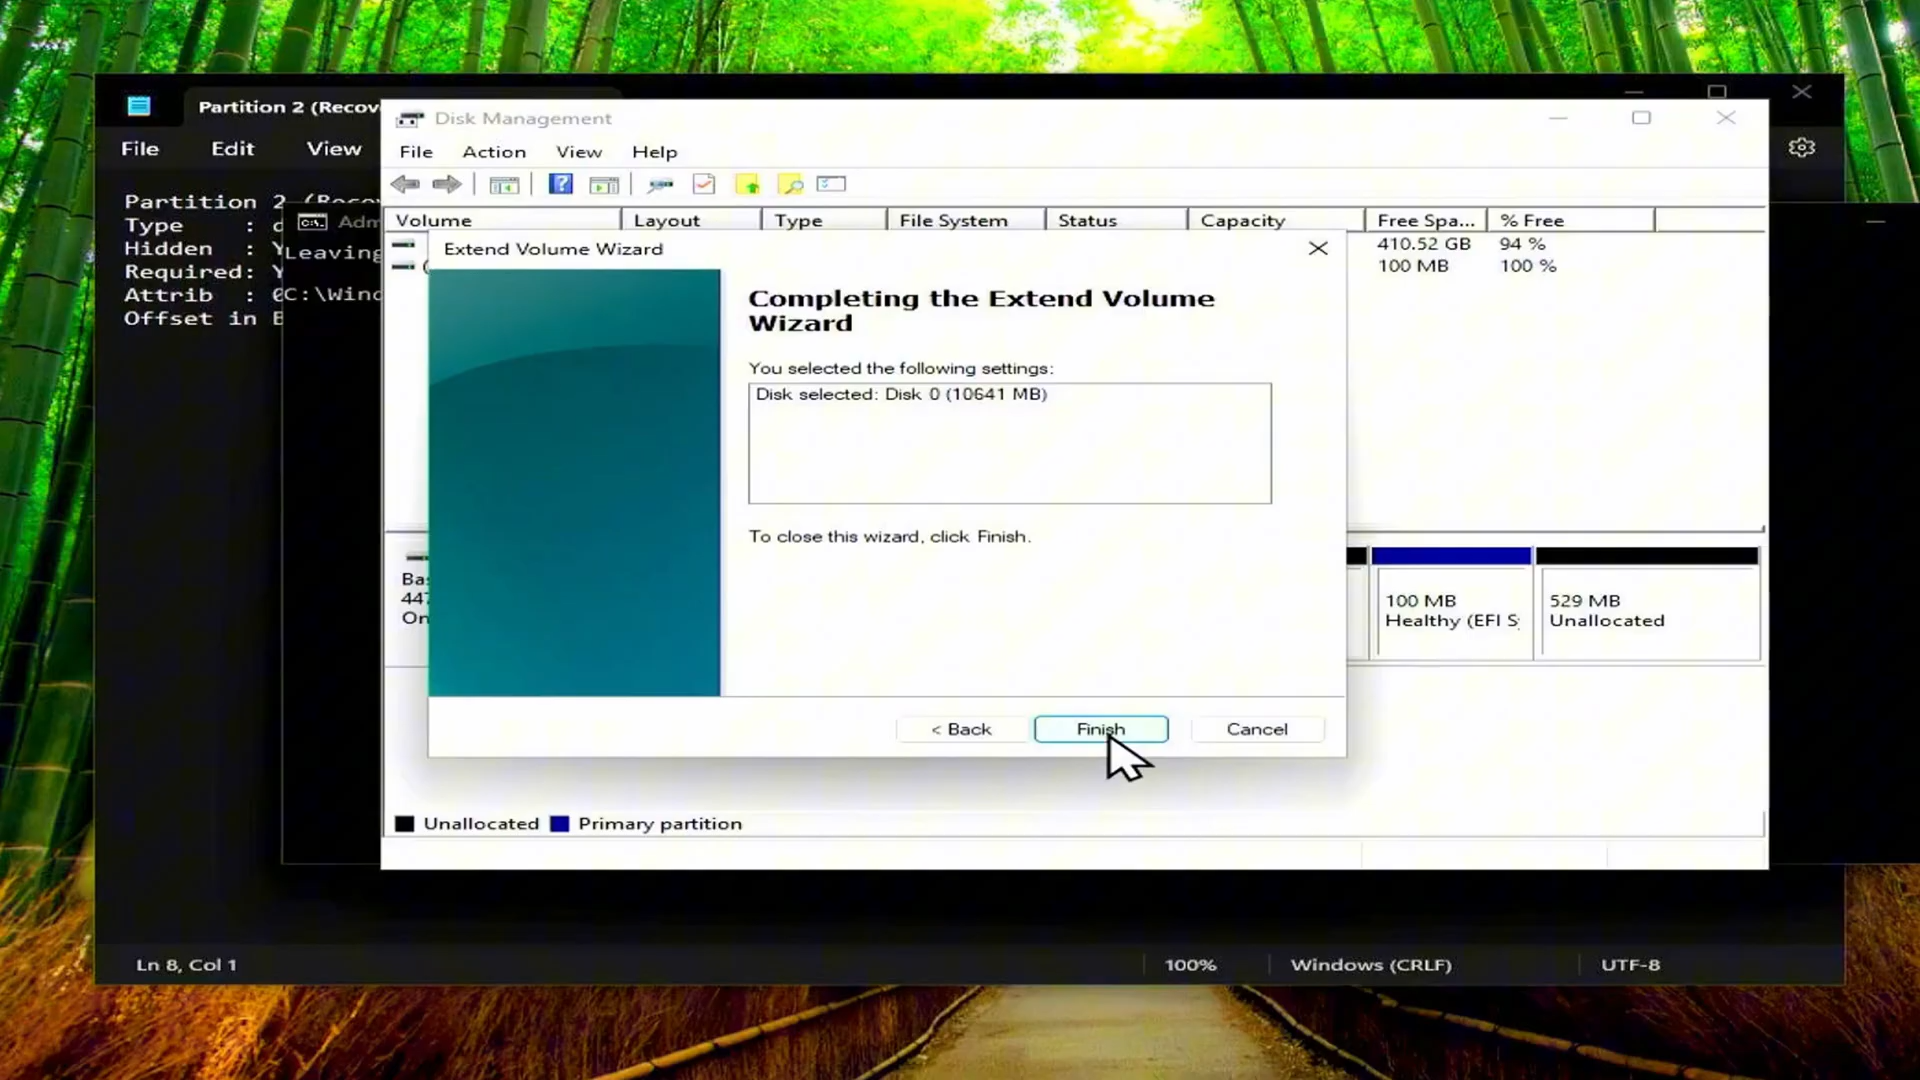 Partition 2 (Recov
File Edit View
Partition 2 (Recov
Type : d
Hidden : Y
Required: Y
Attrib : 0
Offset in B
Adm
Leaving
C:\Wind
Disk Management
File Action View Help
Volume Layout Type File System Status Capacity Free Spa... % Free
410.52 GB 94 %
100 MB 100 %
Extend Volume Wizard
Completing the Extend Volume
Wizard
You selected the following settings:
Disk selected: Disk 0 (10641 MB)
To close this wizard, click Finish.
< Back Finish Cancel
Bas
447
On
100 MB
Healthy (EFI S
529 MB
Unallocated
Unallocated Primary partition
Ln 8, Col 1 100% Windows (CRLF) UTF-8